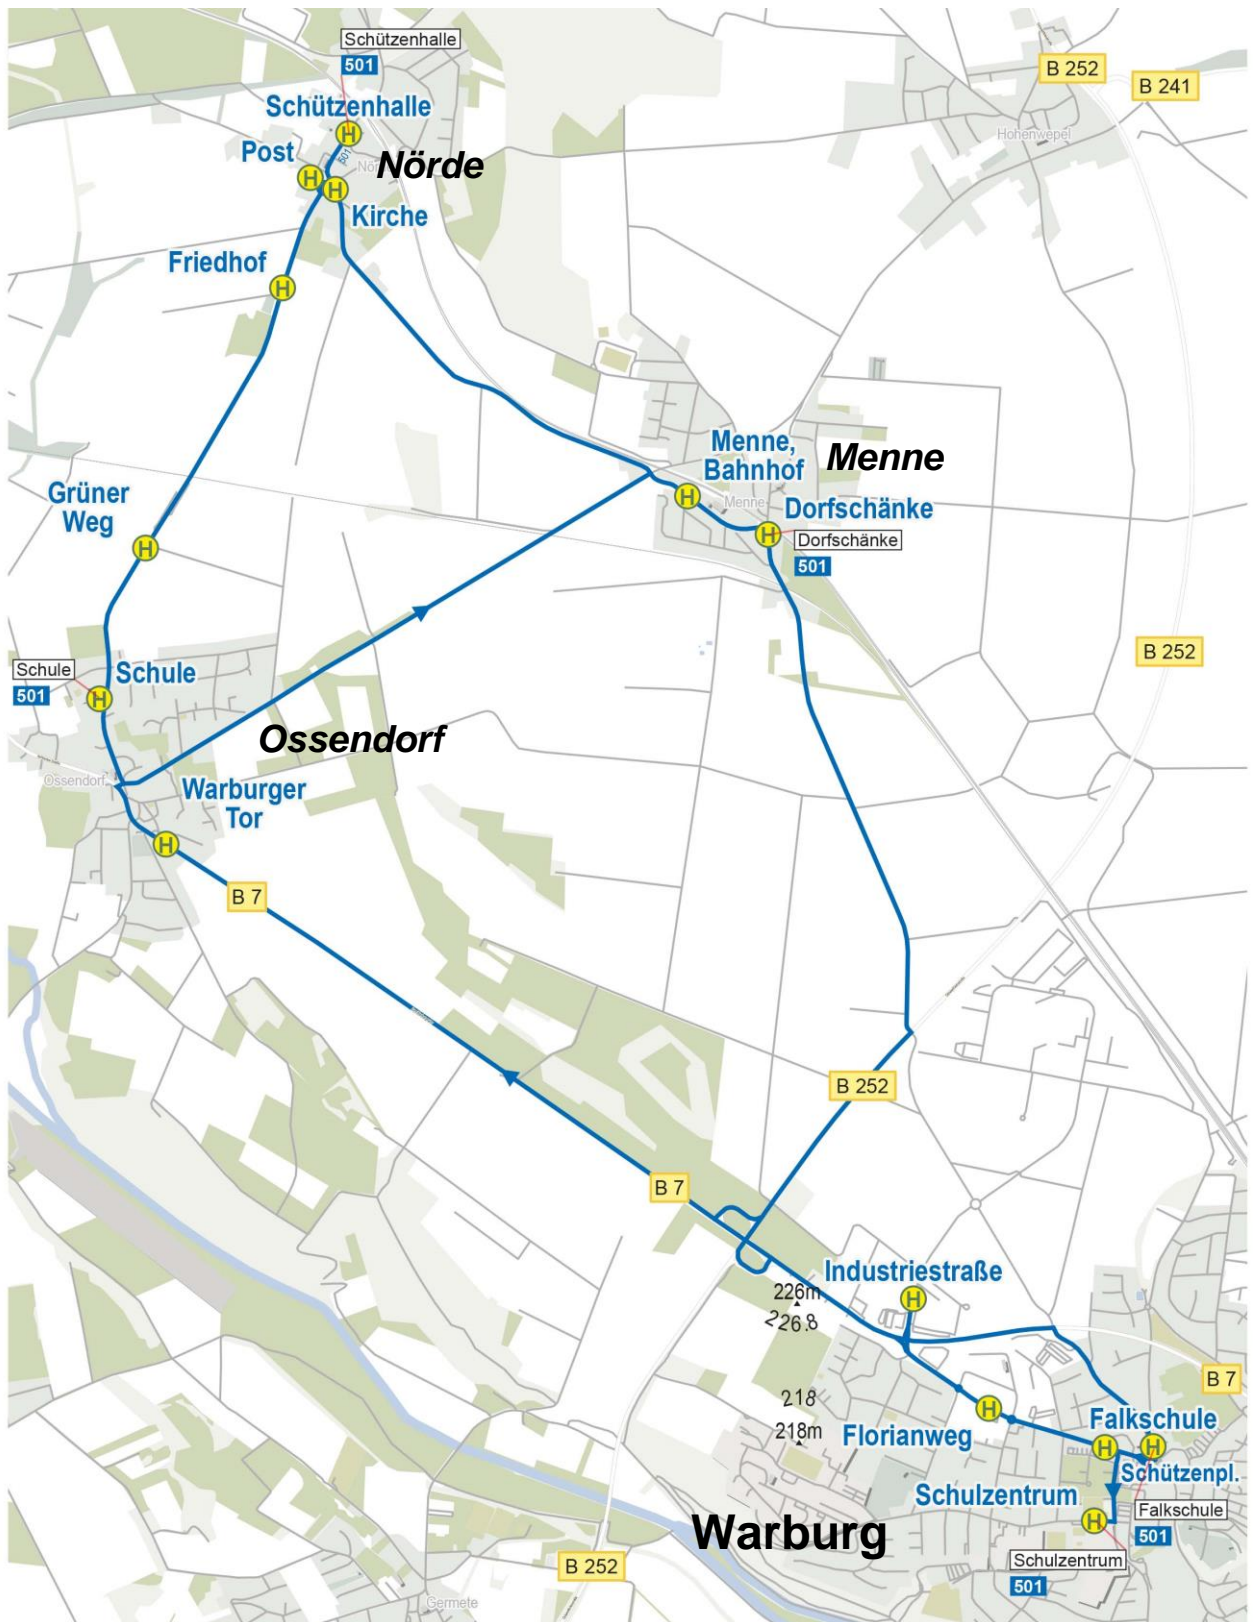 Schützenhalle
501
B 252
B 241
Schützenhalle
Hohenwepel
Post
501
Nörde
Kirche
Friedhof
Menne,
Bahnhof
Menne
Grüner
Weg
Menne
Dorfschänke
Dorfschänke
501
B 252
Schule
501
Schule
Ossendorf
Ossendorf
Warburger
Tor
B 7
B 252
B 7
Industriestraße
226m
226.8
B 7
218
218m
Florianweg
Falkschule
Schützenpl.
Schulzentrum
Falkschule
501
Warburg
Schulzentrum
501
B 252
Germete